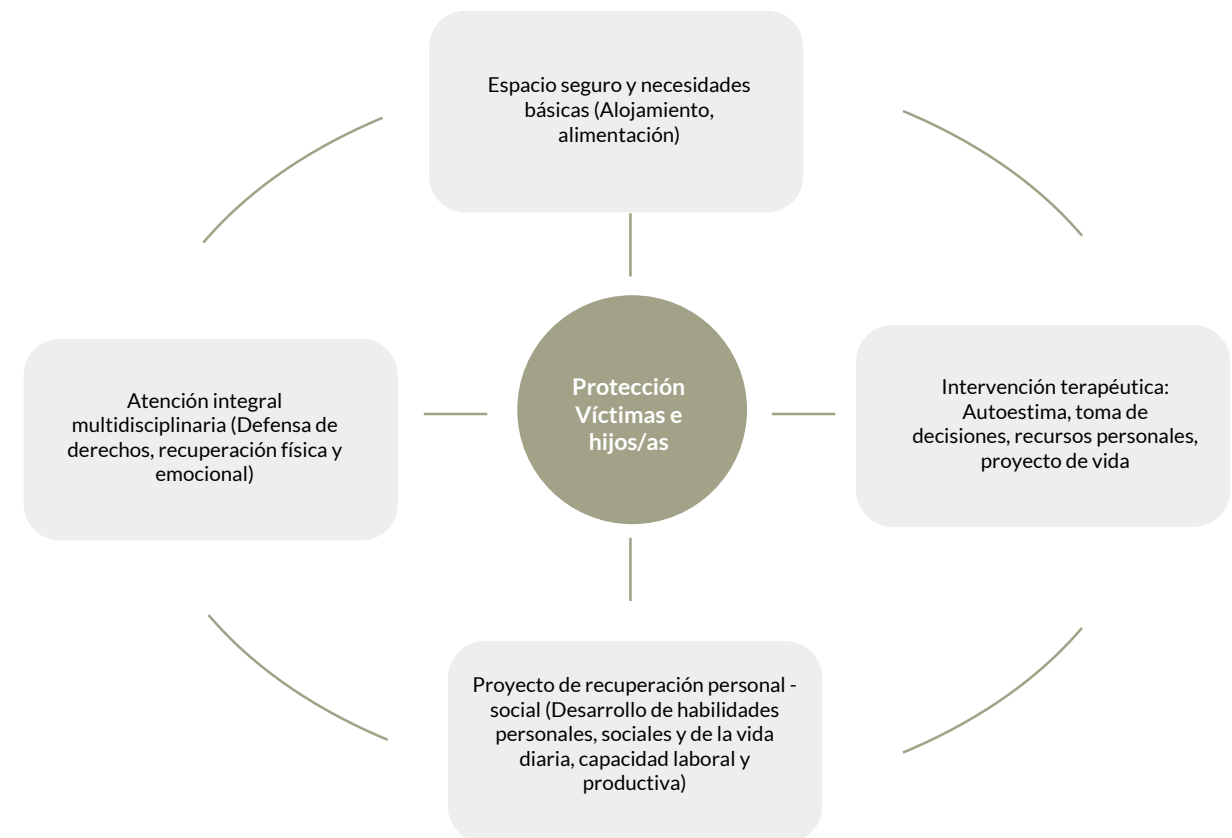 Espacio seguro y necesidades
básicas (Alojamiento,
alimentación)
Atención integral
multidisciplinaria (Defensa de
derechos, recuperación física y
emocional)
Protección
Víctimas e
hijos/as
Intervención terapéutica:
Autoestima, toma de
decisiones, recursos personales,
proyecto de vida
Proyecto de recuperación personal -
social (Desarrollo de habilidades
personales, sociales y de la vida
diaria, capacidad laboral y
productiva)